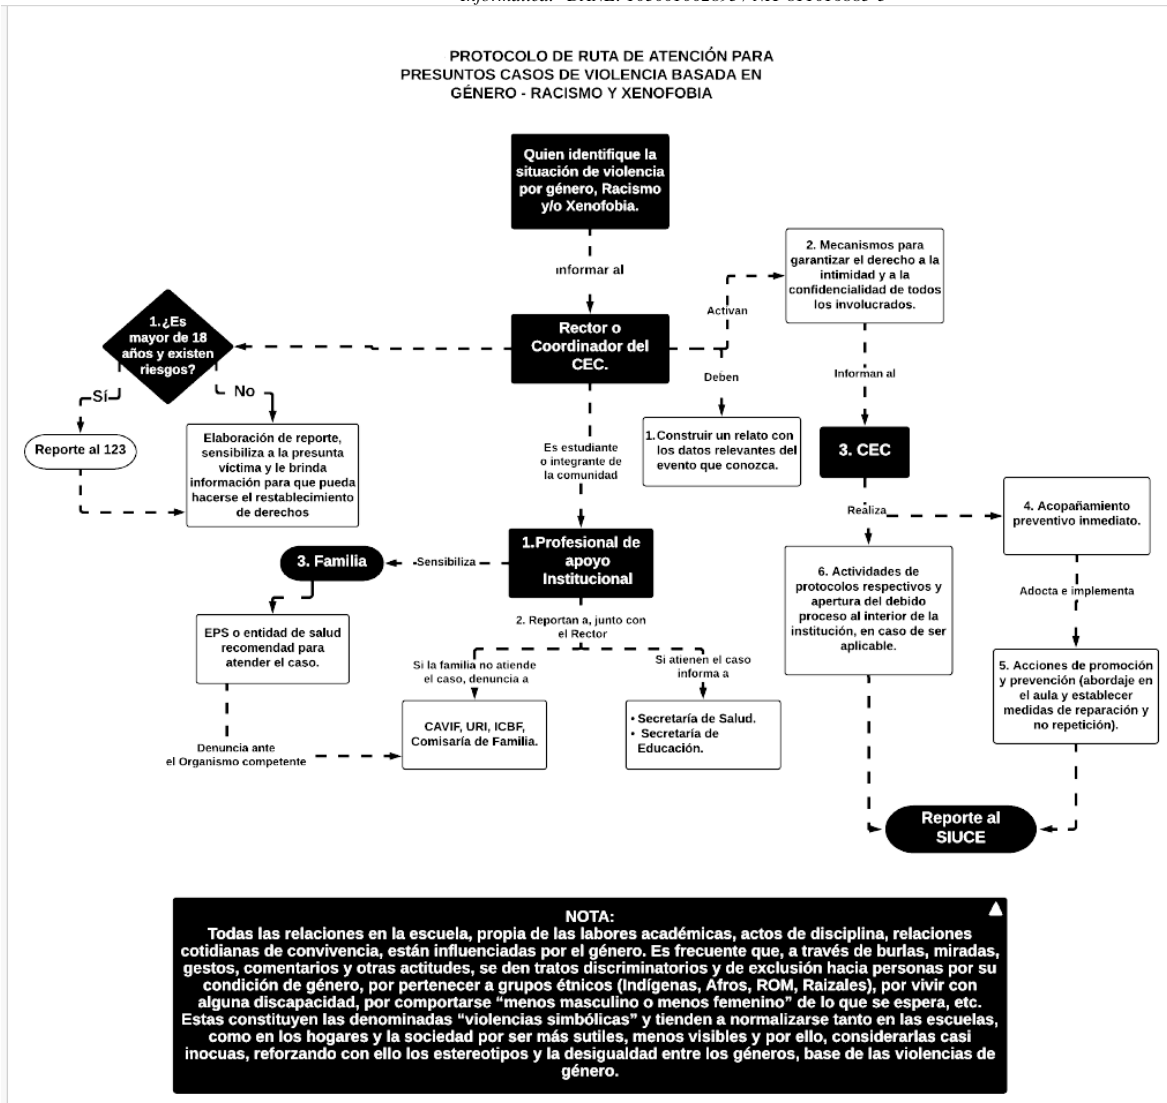 PROTOCOLO DE RUTA DE ATENCIÓN PARA
PRESUNTOS CASOS DE VIOLENCIA BASADA EN
GÉNERO - RACISMO Y XENOFOBIA
Quien identifique la
situación de violencia
por género, Racismo
y/o Xenofobia.
informar al
Rector o
Coordinador del
CEC.
Activan
2. Mecanismos para
garantizar el derecho a la
intimidad y a la
confidencialidad de todos
los involucrados.
Deben
1. Construir un relato con
los datos relevantes del
evento que conozca.
Informan al
3. CEC
Realiza
4. Acopañamiento
preventivo inmediato.
Adocta e implementa
5. Acciones de promoción
y prevención (abordaje en
el aula y establecer
medidas de reparación y
no repetición).
6. Actividades de
protocolos respectivos y
apertura del debido
proceso al interior de la
institución, en caso de ser
aplicable.
Reporte al
SIUCE
1.¿Es
mayor de 18
años y existen
riesgos?
Sí
No
Reporte al 123
Elaboración de reporte,
sensibiliza a la presunta
víctima y le brinda
información para que pueda
hacerse el restablecimiento
de derechos
Es estudiante
o integrante de
la comunidad
1.Profesional de
apoyo
Institucional
Sensibiliza
3. Familia
EPS o entidad de salud
recomendad para
atender el caso.
Denuncia ante
el Organismo competente
2. Reportan a, junto con
el Rector
Si la familia no atiende
el caso, denuncia a
CAVIF, URI, ICBF,
Comisaría de Familia.
Si atienen el caso
informa a
• Secretaría de Salud.
• Secretaría de
Educación.
NOTA:
Todas las relaciones en la escuela, propia de las labores académicas, actos de disciplina, relaciones
cotidianas de convivencia, están influenciadas por el género. Es frecuente que, a través de burlas, miradas,
gestos, comentarios y otras actitudes, se den tratos discriminatorios y de exclusión hacia personas por su
condición de género, por pertenecer a grupos étnicos (Indígenas, Afros, ROM, Raizales), por vivir con
alguna discapacidad, por comportarse “menos masculino o menos femenino” de lo que se espera, etc.
Estas constituyen las denominadas “violencias simbólicas” y tienden a normalizarse tanto en las escuelas,
como en los hogares y la sociedad por ser más sutiles, menos visibles y por ello, considerarlas casi
inocuas, reforzando con ello los estereotipos y la desigualdad entre los géneros, base de las violencias de
género.